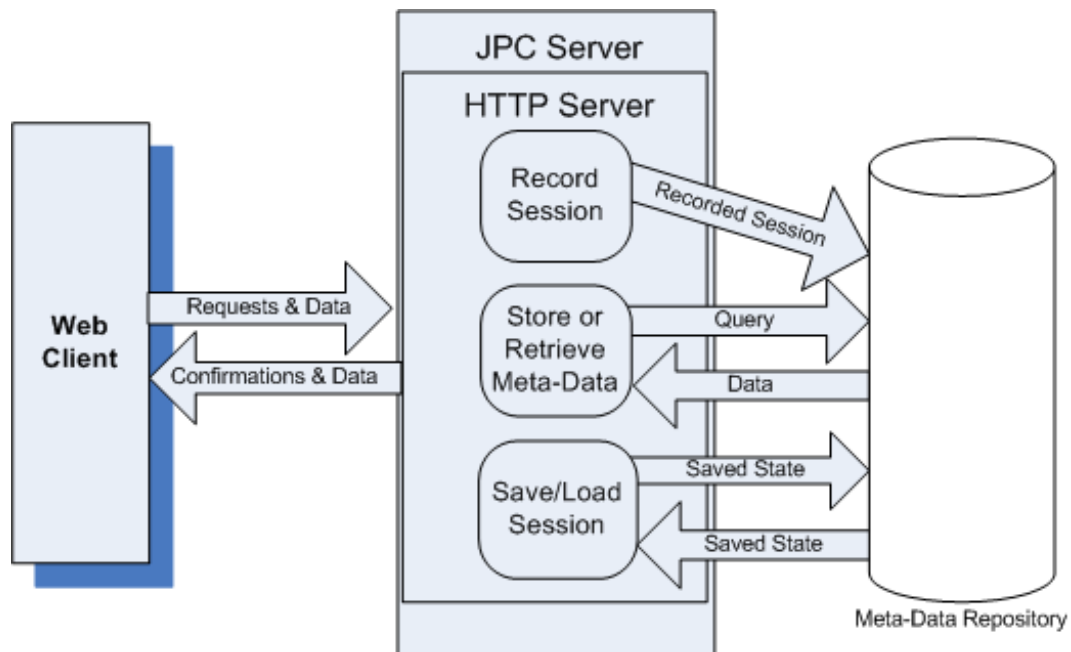 JPC Server
HTTP Server
Record
Session
Recorded Session
Web
Client
Requests & Data
Confirmations & Data
Store or
Retrieve
Meta-Data
Query
Data
Save/Load
Session
Saved State
Saved State
Meta-Data Repository